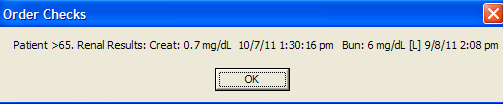 Order Checks
Patient >65. Renal Results: Creat: 0.7 mg/dL 10/7/11 1:30:16 pm Bun: 6 mg/dL [L] 9/8/11 2:08 pm
OK